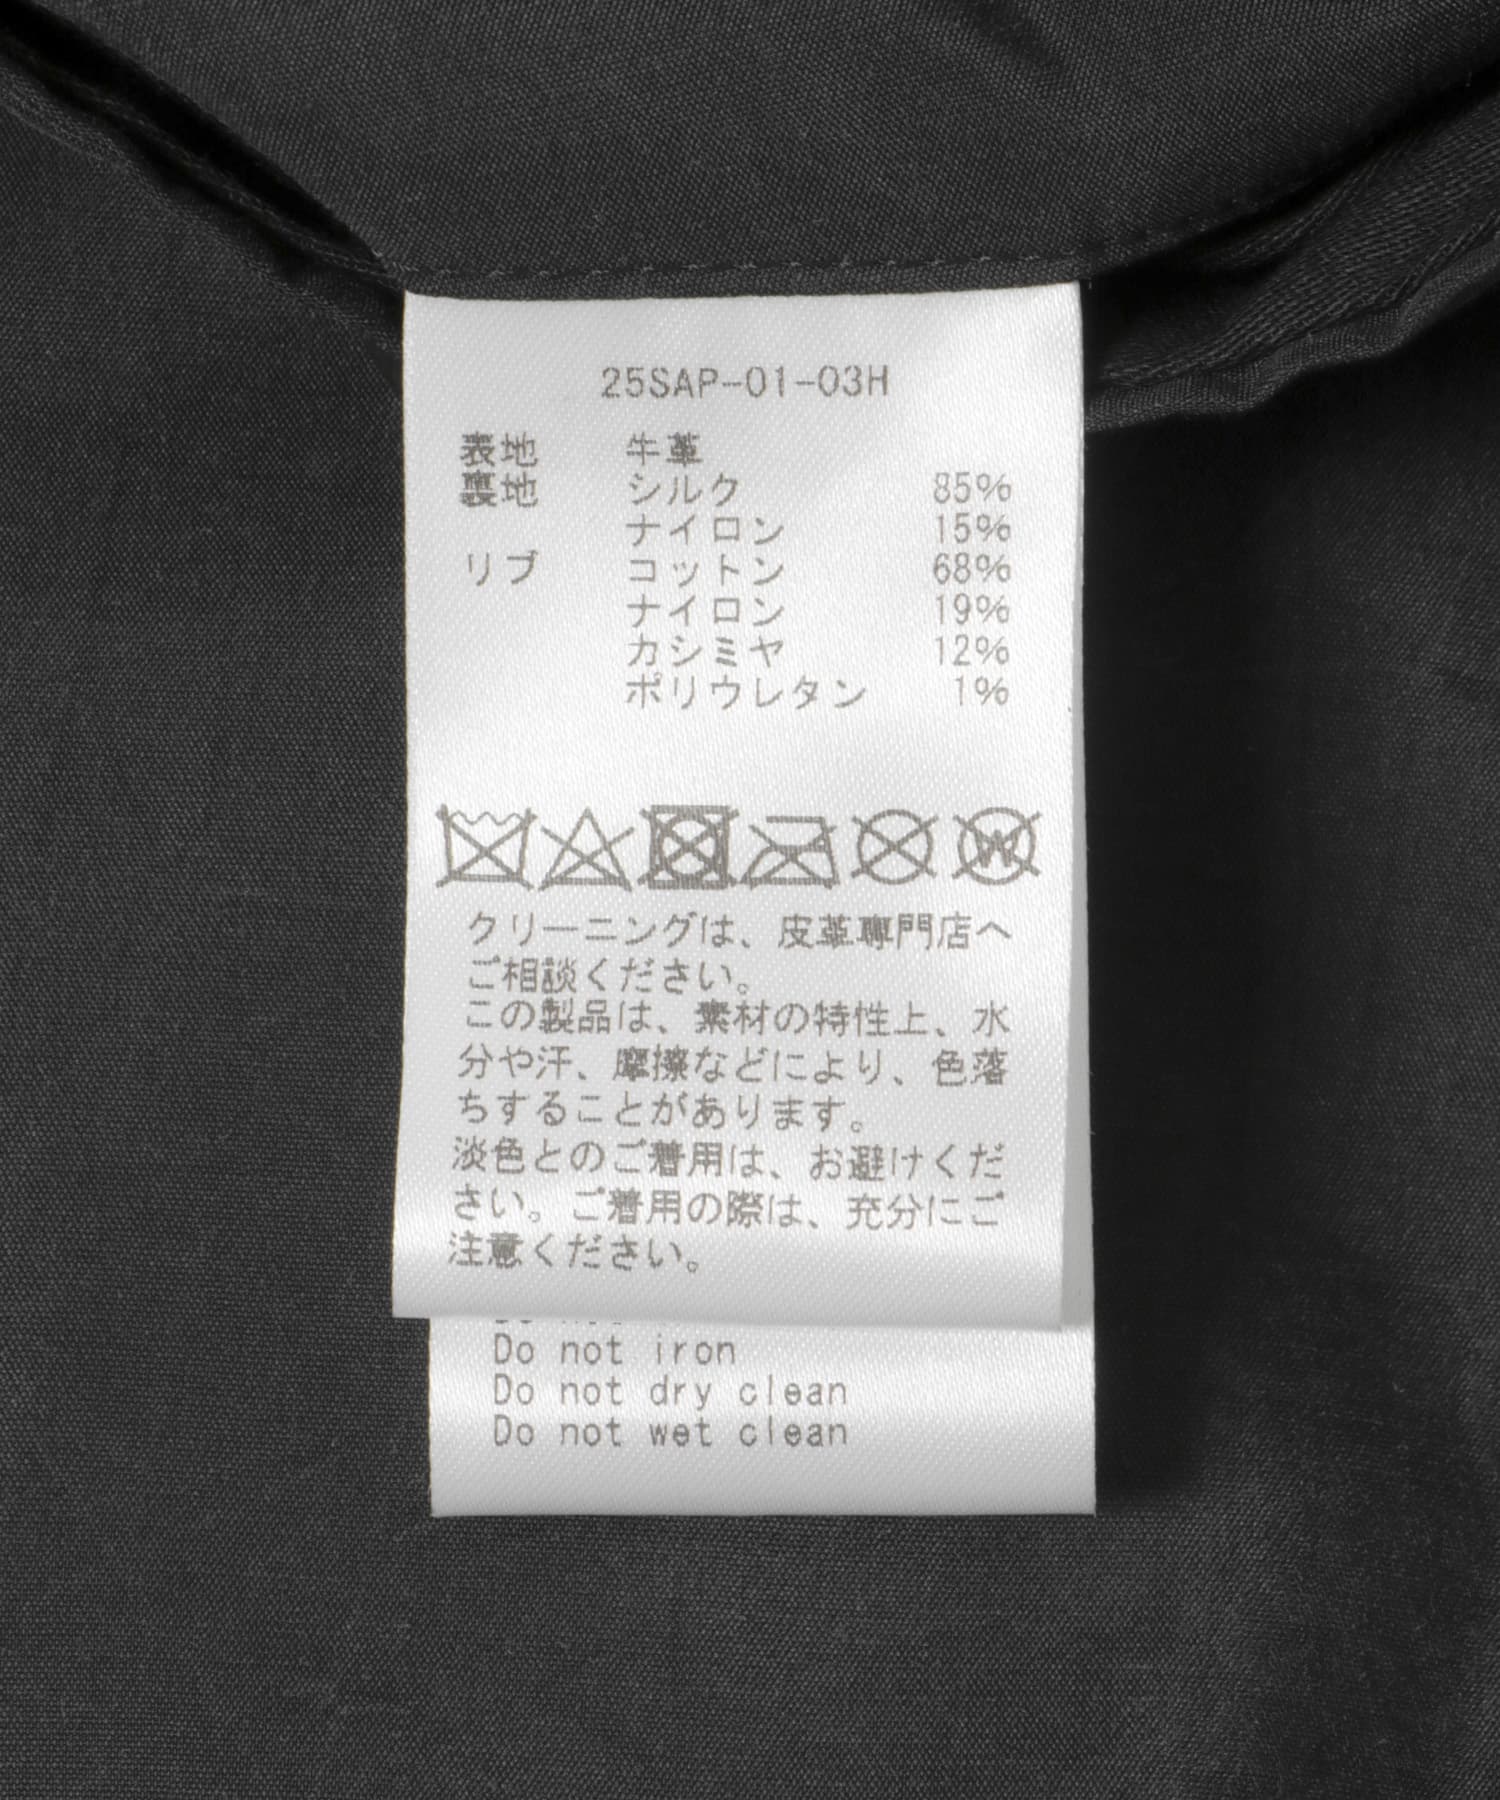 25SAP-01-03H
表地 牛革
裏地 シルク 85%
ナイロン 15%
リブ コットン 68%
ナイロン 19%
カシミヤ 12%
ポリウレタン 1%
W
クリーニングは、皮革専門店へ
ご相談ください。
この製品は、素材の特性上、水
分や汗、摩擦などにより、色落
ちすることがあります。
淡色とのご着用は、お避けくだ
さい。ご着用の際は、充分にご
注意ください。
Do not iron
Do not dry clean
Do not wet clean